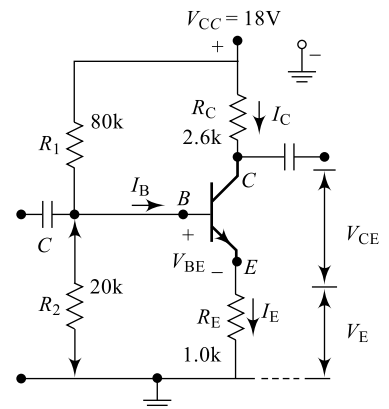 V_CC = 18V
+
−
R_C
2.6k
I_C
80k
R_1
I_B
B
C
C
+
V_BE −
E
V_CE
R_2
20k
R_E
I_E
1.0k
V_E